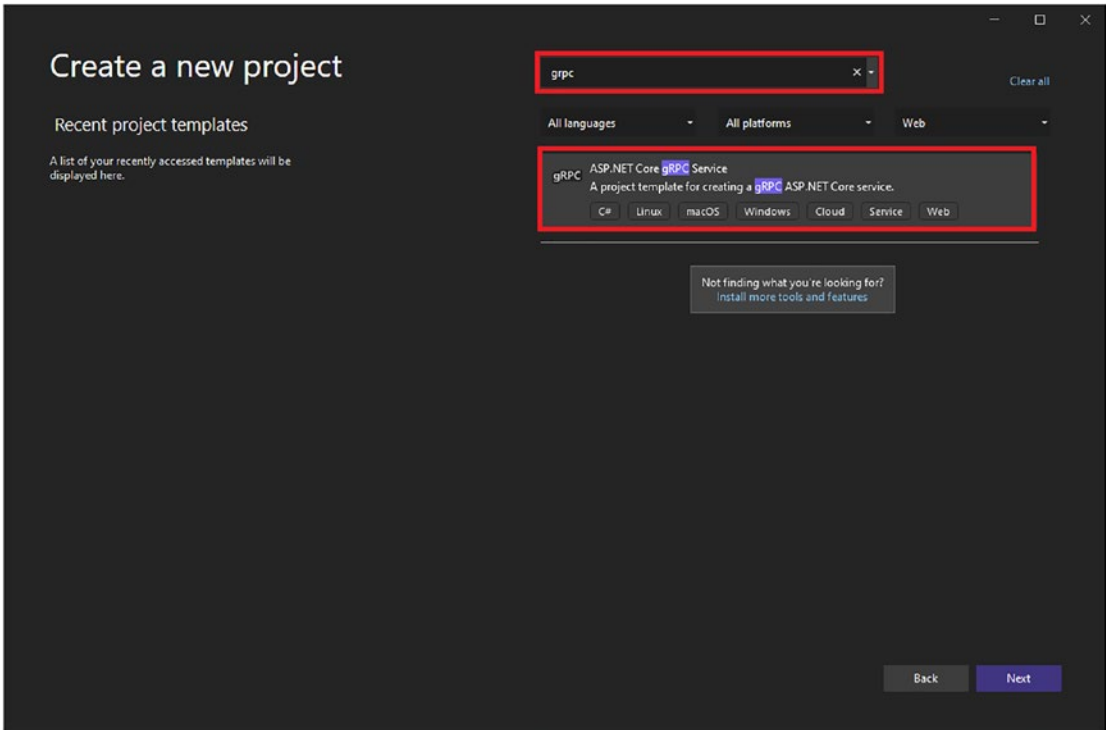 Create a new project
Recent project templates
A list of your recently accessed templates will be
displayed here.
grpc
Clear all
All languages
All platforms
Web
gRPC
ASP.NET Core gRPC Service
A project template for creating a gRPC ASP.NET Core service.
C# Linux macOS Windows Cloud Service Web
Not finding what you're looking for?
Install more tools and features
Back
Next